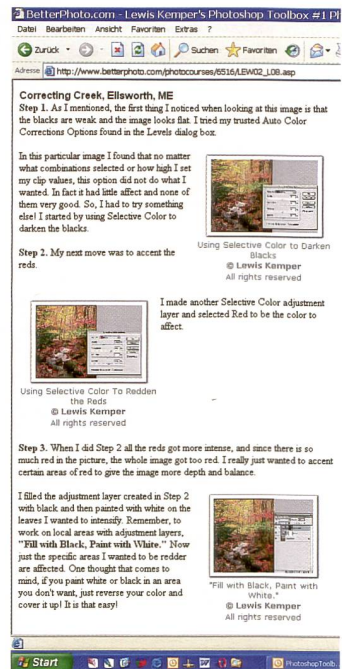 BetterPhoto.com - Lewis Kemper's Photoshop Toolbox #1 Pl
Datei Bearbeiten Ansicht Favoriten Extras ?
Zurück Suchen Favoriten
Adresse http://www.betterphoto.com/photocourses/6516/LEW02_L08.asp
Correcting Creek, Ellsworth, ME
Step 1. As I mentioned, the first thing I noticed when looking at this image is that
the blacks are weak and the image looks flat. I tried my trusted Auto Color
Corrections Options found in the Levels dialog box.
In this particular image I found that no matter
what combinations selected or how high I set
my clip values, this option did not do what I
wanted. In fact it had little affect and none of
them very good. So, I had to try something
else! I started by using Selective Color to
darken the blacks.
Using Selective Color to Darken
Blacks
© Lewis Kemper
All rights reserved
Step 2. My next move was to accent the
reds.
I made another Selective Color adjustment
layer and selected Red to be the color to
affect.
Using Selective Color To Redden
the Reds
© Lewis Kemper
All rights reserved
Step 3. When I did Step 2 all the reds got more intense, and since there is so
much red in the picture, the whole image got too red. I really just wanted to accent
certain areas of red to give the image more depth and balance.
I filled the adjustment layer created in Step 2
with black and then painted with white on the
leaves I wanted to intensify. Remember, to
work on local areas with adjustment layers,
"Fill with Black, Paint with White." Now
just the specific areas I wanted to be redder
are affected. One thought that comes to
mind, if you paint white or black in an area
you don't want, just reverse your color and
cover it up! It is that easy!
"Fill with Black, Paint with
White."
© Lewis Kemper
All rights reserved
Start PhotoshopToolb..